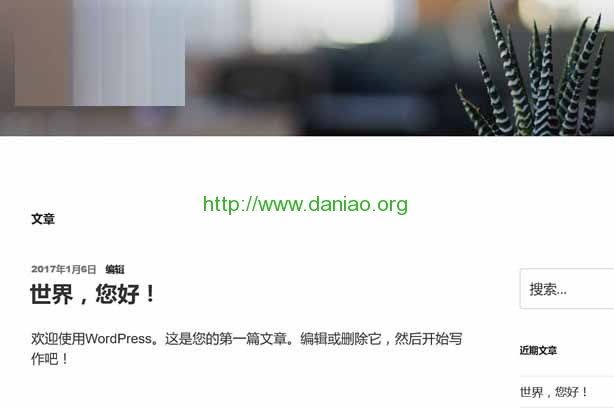 http://www.daniao.org
文章
2017年1月6日 编辑
世界，您好！
欢迎使用WordPress。这是您的第一篇文章。编辑或删除它，然后开始写
作吧！
搜索...
近期文章
世界，您好！